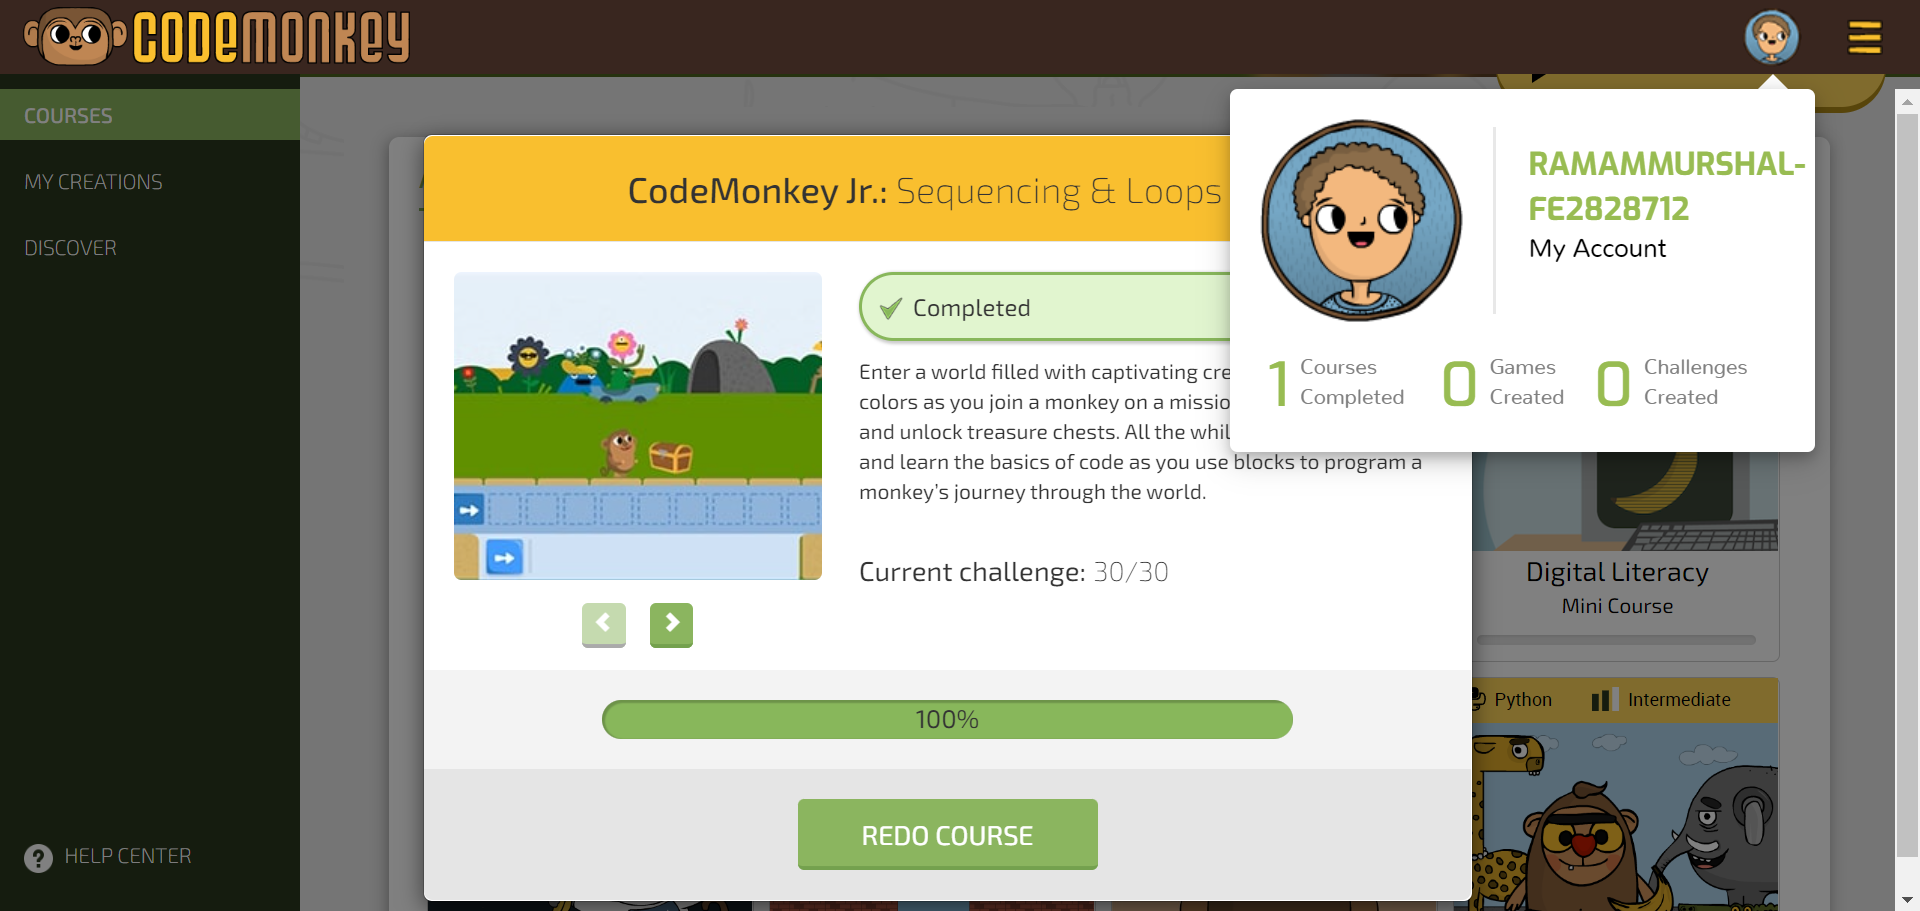 CODEMONKEY
COURSES
MY CREATIONS
DISCOVER
HELP CENTER
CodeMonkey Jr.: Sequencing & Loops
Completed
Enter a world filled with captivating cre
colors as you join a monkey on a missio
and unlock treasure chests. All the whil
and learn the basics of code as you use blocks to program a
monkey's journey through the world.
Current challenge: 30/30
100%
REDO COURSE
RAMAMMURSHAL-
FE2828712
My Account
1 Courses Completed
0 Games Created
0 Challenges Created
Digital Literacy
Mini Course
Python Intermediate